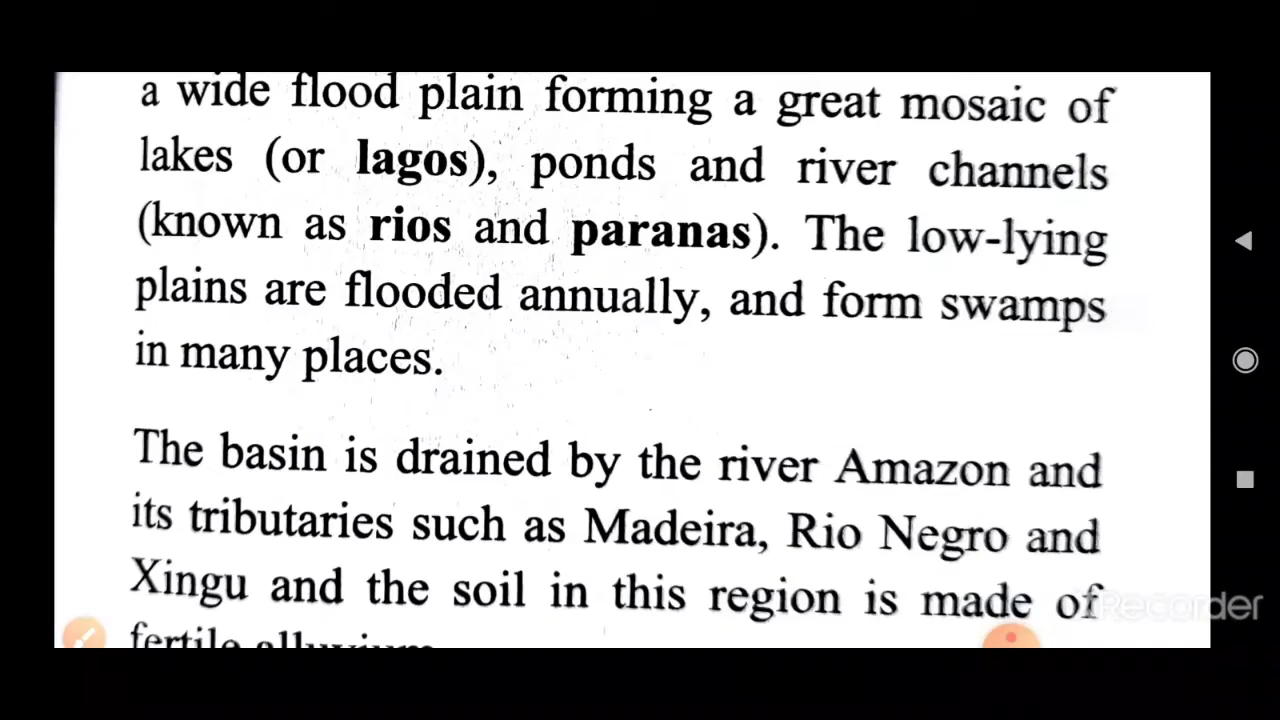 a wide flood plain forming a great mosaic of
lakes (or lagos), ponds and river channels
(known as rios and paranas). The low-lying
plains are flooded annually, and form swamps
in many places.
The basin is drained by the river Amazon and
its tributaries such as Madeira, Rio Negro and
Xingu and the soil in this region is made of
fertile alluvium
Recorder